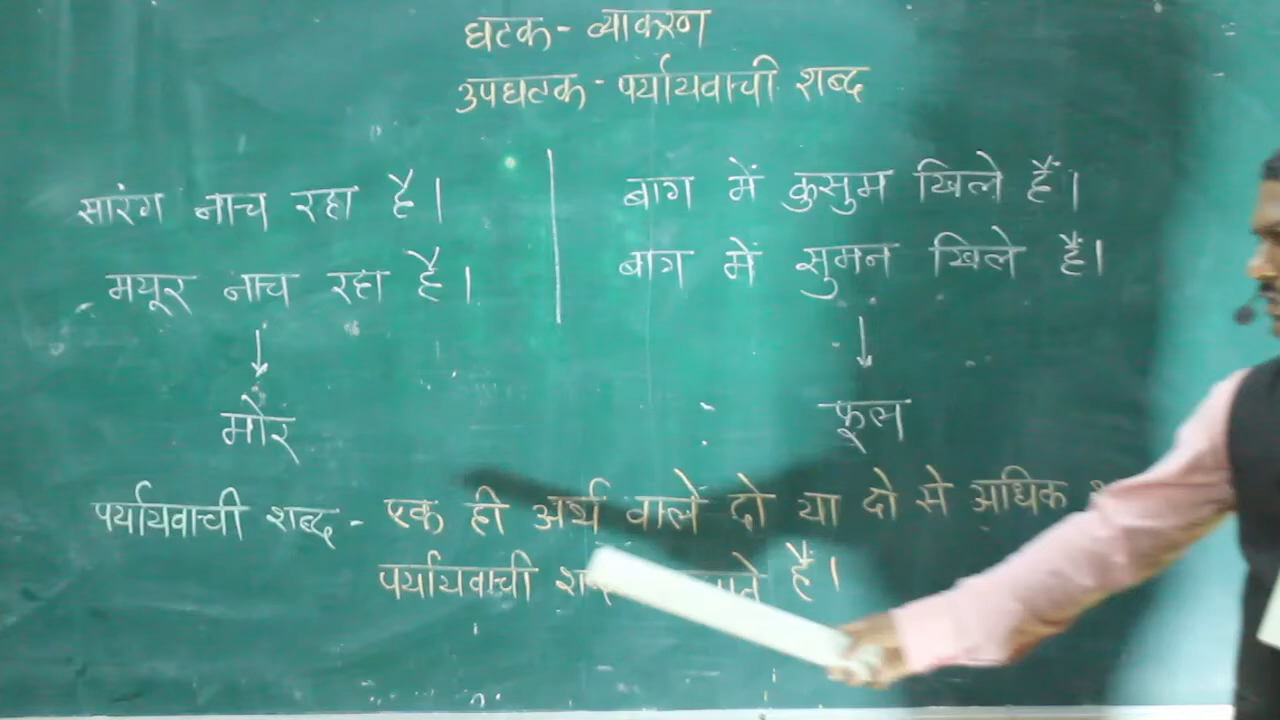 घटक - व्याकरण
उपघटक - पर्यायवाची शब्द
सारंग नाच रहा है।
मयूर नाच रहा है।
मोर
बाग में कुसुम खिले हैं।
बाग में सुमन खिले हैं।
फूल
पर्यायवाची शब्द - एक ही अर्थ वाले दो या दो से अधिक
पर्यायवाची हैं।